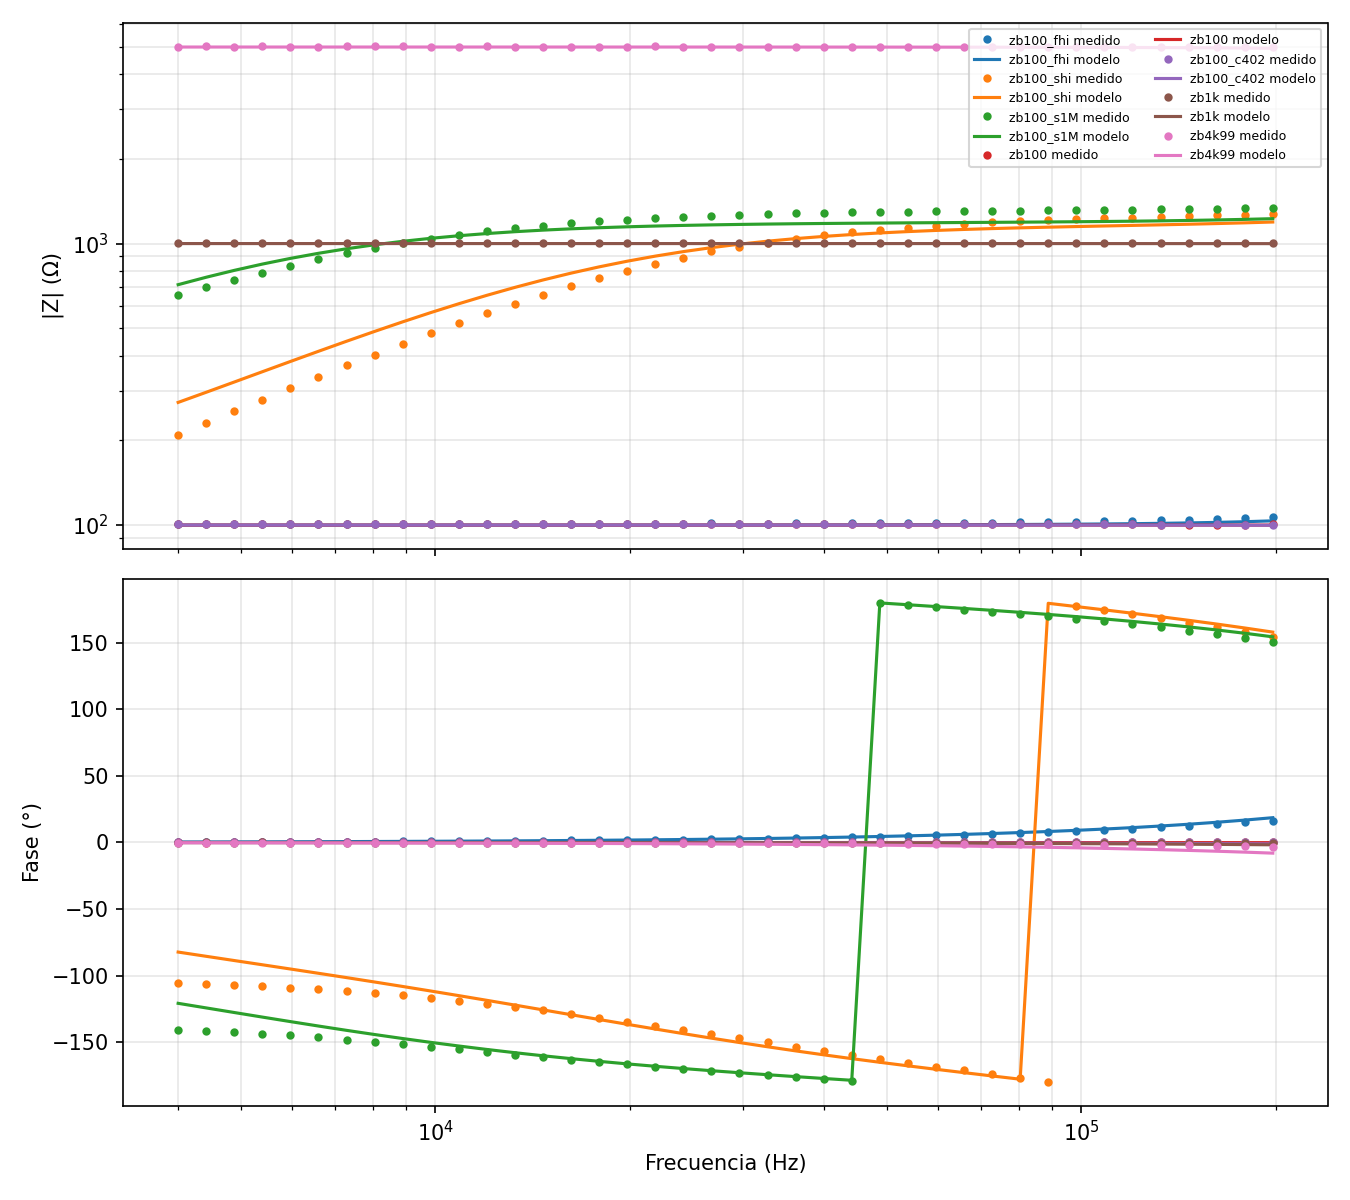 |Z| (Ω)
10³
10²
zb100_fhi medido
zb100_fhi modelo
zb100_shi medido
zb100_shi modelo
zb100_s1M medido
zb100_s1M modelo
zb100 medido
zb100 modelo
zb100_c402 medido
zb100_c402 modelo
zb1k medido
zb1k modelo
zb4k99 medido
zb4k99 modelo
Fase (°)
150
100
50
0
−50
−100
−150
10⁴
10⁵
Frecuencia (Hz)